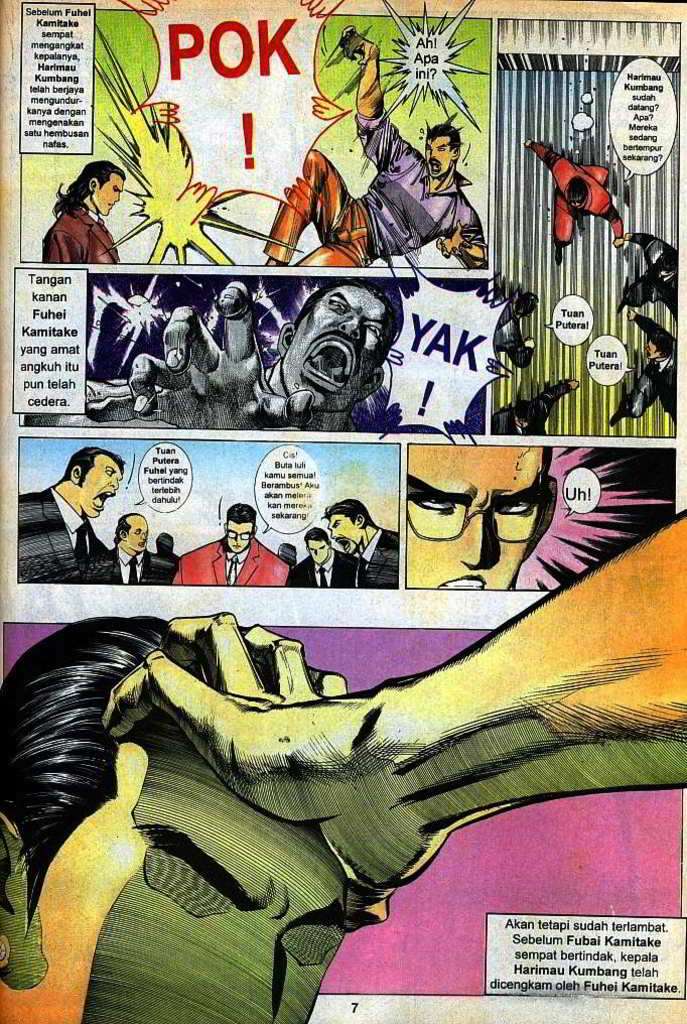 Sebelum Fuhei
Kamitake
sempat
mengangkat
kepalanya,
Harimau
Kumbang
telah berjaya
mengundur-
kanya dengan
mengenakan
satu hembusan
nafas.
POK
!
Ah!
Apa
ini?
Harimau
Kumbang
sudah
datang?
Apa?
Mereka
sedang
bertempur
sekarang?
Tuan
Putera!
Tuan
Putera!
Tangan
kanan
Fuhei
Kamitake
yang amat
angkuh itu
pun telah
cedera.
YAK
!
Tuan
Putera
Fuhei yang
bertindak
terlebih
dahulu!
Cis!
Buta tuli
kamu semua!
Berambus! Aku
akan meleta-
kan mereka
sekarang!
Uh!
Akan tetapi sudah terlambat.
Sebelum Fubai Kamitake
sempat bertindak, kepala
Harimau Kumbang telah
dicengkam oleh Fuhei Kamitake.
7